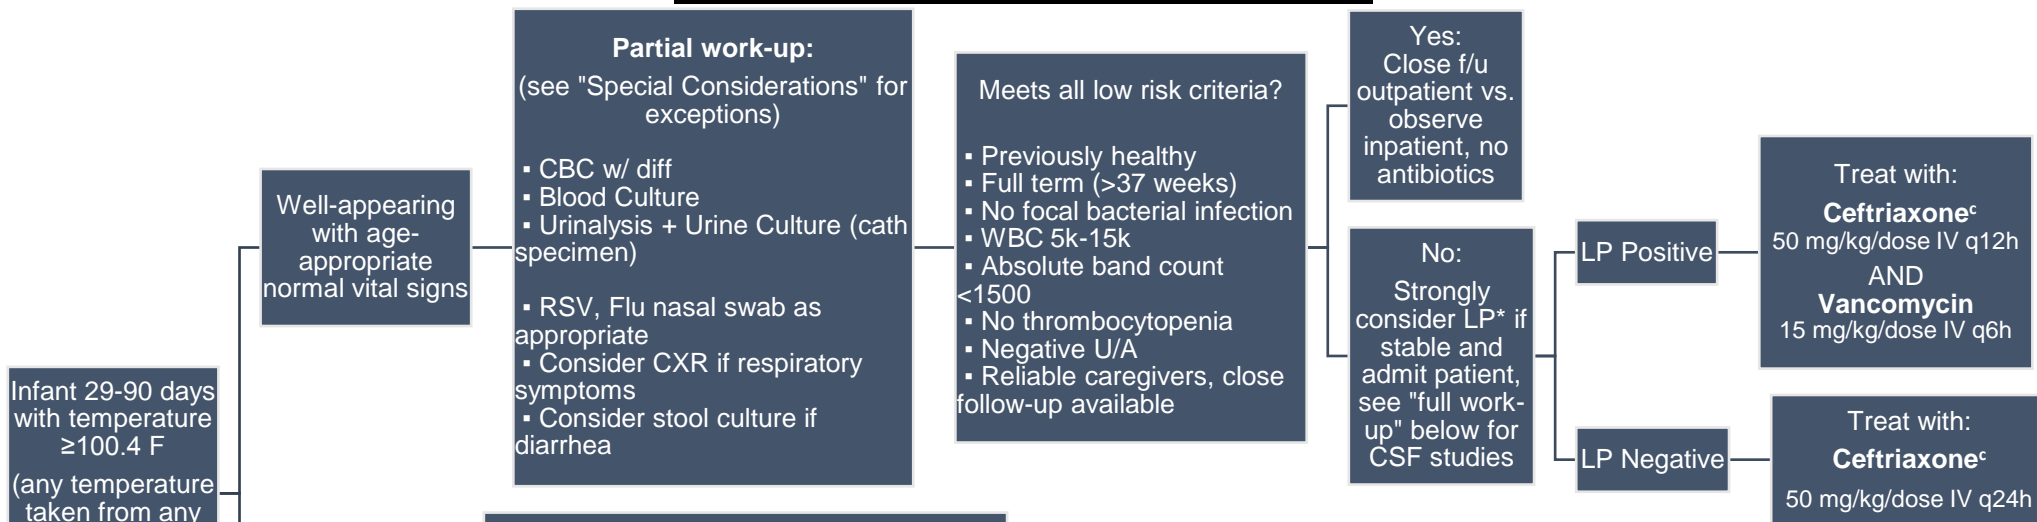 Infant 29-90 days
with temperature
≥100.4 F
(any temperature
taken from any
Well-appearing
with age-
appropriate
normal vital signs
Partial work-up:
(see "Special Considerations" for
exceptions)
▪ CBC w/ diff
▪ Blood Culture
▪ Urinalysis + Urine Culture (cath
specimen)
▪ RSV, Flu nasal swab as
appropriate
▪ Consider CXR if respiratory
symptoms
▪ Consider stool culture if
diarrhea
Meets all low risk criteria?
▪ Previously healthy
▪ Full term (>37 weeks)
▪ No focal bacterial infection
▪ WBC 5k-15k
▪ Absolute band count
<1500
▪ No thrombocytopenia
▪ Negative U/A
▪ Reliable caregivers, close
follow-up available
Yes:
Close f/u
outpatient vs.
observe
inpatient, no
antibiotics
No:
Strongly
consider LP* if
stable and
admit patient,
see "full work-
up" below for
CSF studies
LP Positive
Treat with:
Ceftriaxoneᶜ
50 mg/kg/dose IV q12h
AND
Vancomycin
15 mg/kg/dose IV q6h
LP Negative
Treat with:
Ceftriaxoneᶜ
50 mg/kg/dose IV q24h